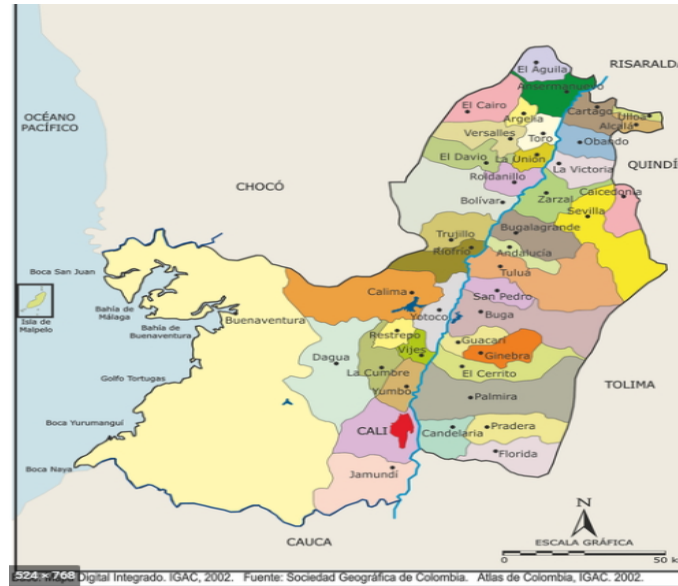 El Águila
RISARALDA
Ansermanuevo
El Cairo
Cartago
Ulloa
OCÉANO
PACÍFICO
Argelia
Alcalá
Versalles
Toro
Obando
El Davio
La Unión
La Victoria
QUINDÍ
Roldanillo
CHOCÓ
Caicedonia
Bolívar
Zarzal
Sevilla
Trujillo
Bugalagrande
Riofrio
Andalucía
Boca San Juan
Tuluá
Calima
San Pedro
Isla de
Malpelo
Bahía de
Málaga
Buenaventura
Yotoco
Buga
Bahía de
Buenaventura
Restrepo
Guacarí
Vijes
Ginebra
Dagua
La Cumbre
El Cerrito
Golfo Tortugas
Yumbo
TOLIMA
Palmira
Boca Yurumanguí
CALI
Candelaria
Pradera
Boca Naya
Jamundí
Florida
N
CAUCA
ESCALA GRÁFICA
0 50 k
524 × 768
Digital Integrado. IGAC, 2002. Fuente: Sociedad Geográfica de Colombia. Atlas de Colombia, IGAC. 2002.